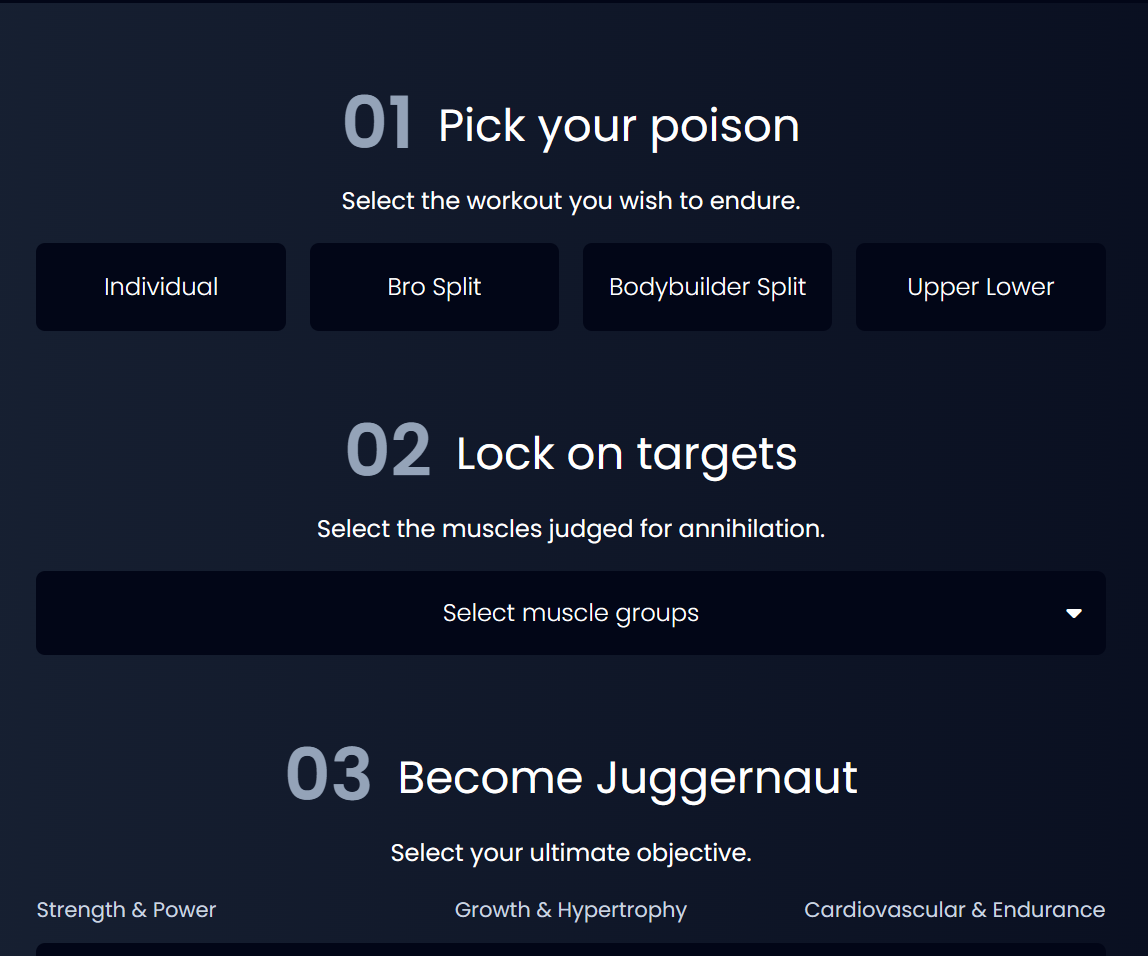 01 Pick your poison
Select the workout you wish to endure.
Individual Bro Split Bodybuilder Split Upper Lower
02 Lock on targets
Select the muscles judged for annihilation.
Select muscle groups
03 Become Juggernaut
Select your ultimate objective.
Strength & Power Growth & Hypertrophy Cardiovascular & Endurance